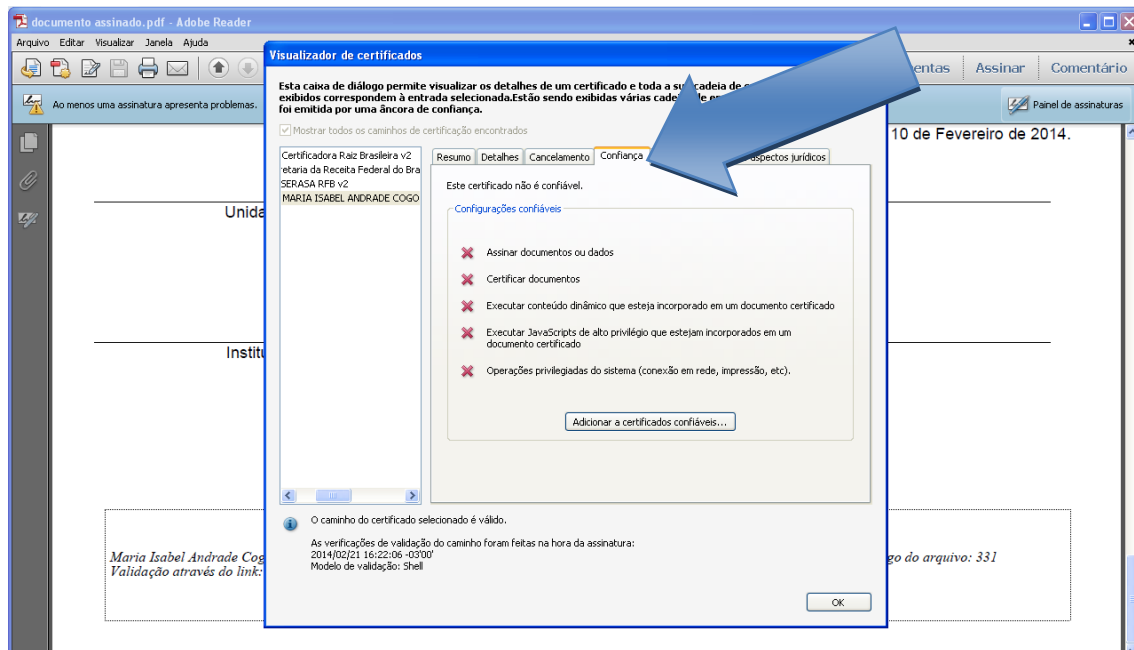 documento assinado.pdf - Adobe Reader
Arquivo Editar Visualizar Janela Ajuda
entas Assinar Comentário
Ao menos uma assinatura apresenta problemas.
Painel de assinaturas
10 de Fevereiro de 2014.
Unida
Institu
Visualizador de certificados
Esta caixa de diálogo permite visualizar os detalhes de um certificado e toda a su cadeia de
exibidos correspondem à entrada selecionada.Estão sendo exibidas várias cade de
foi emitida por uma âncora de confiança.
Mostrar todos os caminhos de certificação encontrados
Certificadora Raiz Brasileira v2
etaria da Receita Federal do Bra
SERASA RFB v2
MARIA ISABEL ANDRADE COGO
Resumo Detalhes Cancelamento Confiança aspectos jurídicos
Este certificado não é confiável.
Configurações confiáveis
Assinar documentos ou dados
Certificar documentos
Executar conteúdo dinâmico que esteja incorporado em um documento certificado
Executar JavaScripts de alto privilégio que estejam incorporados em um
documento certificado
Operações privilegiadas do sistema (conexão em rede, impressão, etc).
Adicionar a certificados confiáveis...
O caminho do certificado selecionado é válido.
As verificações de validação do caminho foram feitas na hora da assinatura:
2014/02/21 16:22:06 -03'00'
Modelo de validação: Shell
OK
Maria Isabel Andrade Cog
go do arquivo: 331
Validação através do link: